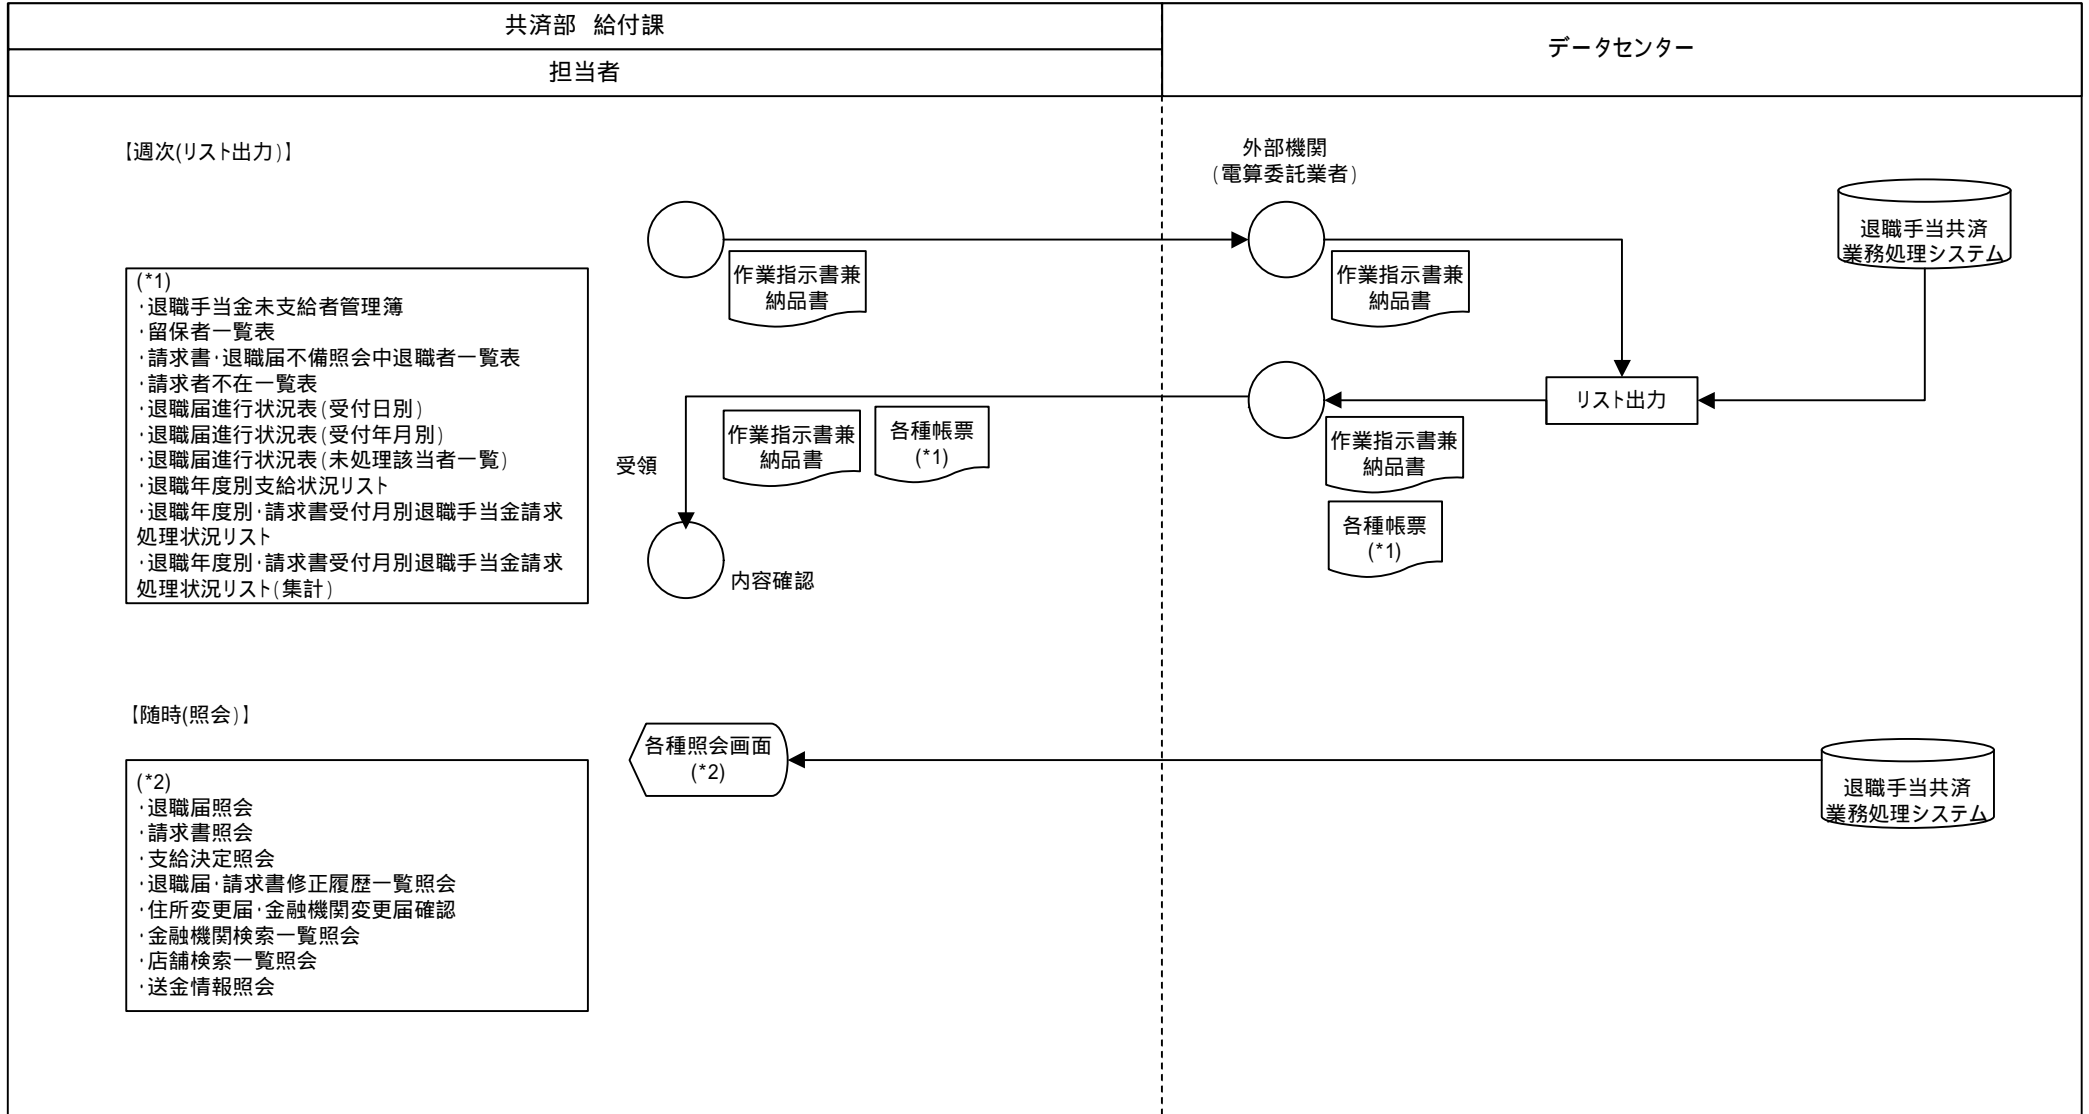 共済部 給付課
担当者
データセンター
【週次(リスト出力)】
外部機関
(電算委託業者)
退職手当共済
業務処理システム
作業指示書兼
納品書
作業指示書兼
納品書
(*1)
・退職手当金未支給者管理簿
・留保者一覧表
・請求書・退職届不備照会中退職者一覧表
・請求者不在一覧表
・退職届進行状況表(受付日別)
・退職届進行状況表(受付年月別)
・退職届進行状況表(未処理該当者一覧)
・退職年度別支給状況リスト
・退職年度別・請求書受付月別退職手当金請求
処理状況リスト
・退職年度別・請求書受付月別退職手当金請求
処理状況リスト(集計)
リスト出力
受領
作業指示書兼
納品書
各種帳票
(*1)
作業指示書兼
納品書
各種帳票
(*1)
内容確認
【随時(照会)】
各種照会画面
(*2)
退職手当共済
業務処理システム
(*2)
・退職届照会
・請求書照会
・支給決定照会
・退職届・請求書修正履歴一覧照会
・住所変更届・金融機関変更届確認
・金融機関検索一覧照会
・店舗検索一覧照会
・送金情報照会